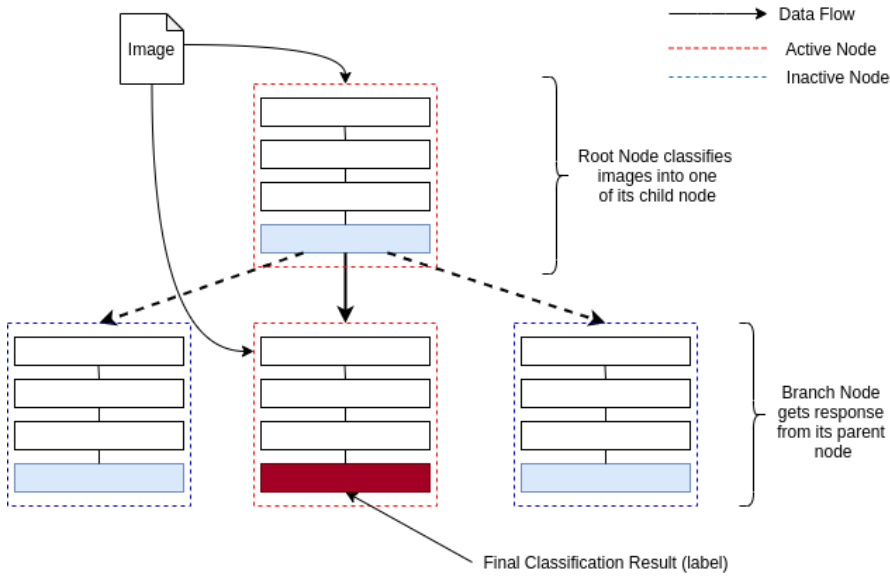 Image
Data Flow
Active Node
Inactive Node
Root Node classifies
images into one
of its child node
Branch Node
gets response
from its parent
node
Final Classification Result (label)